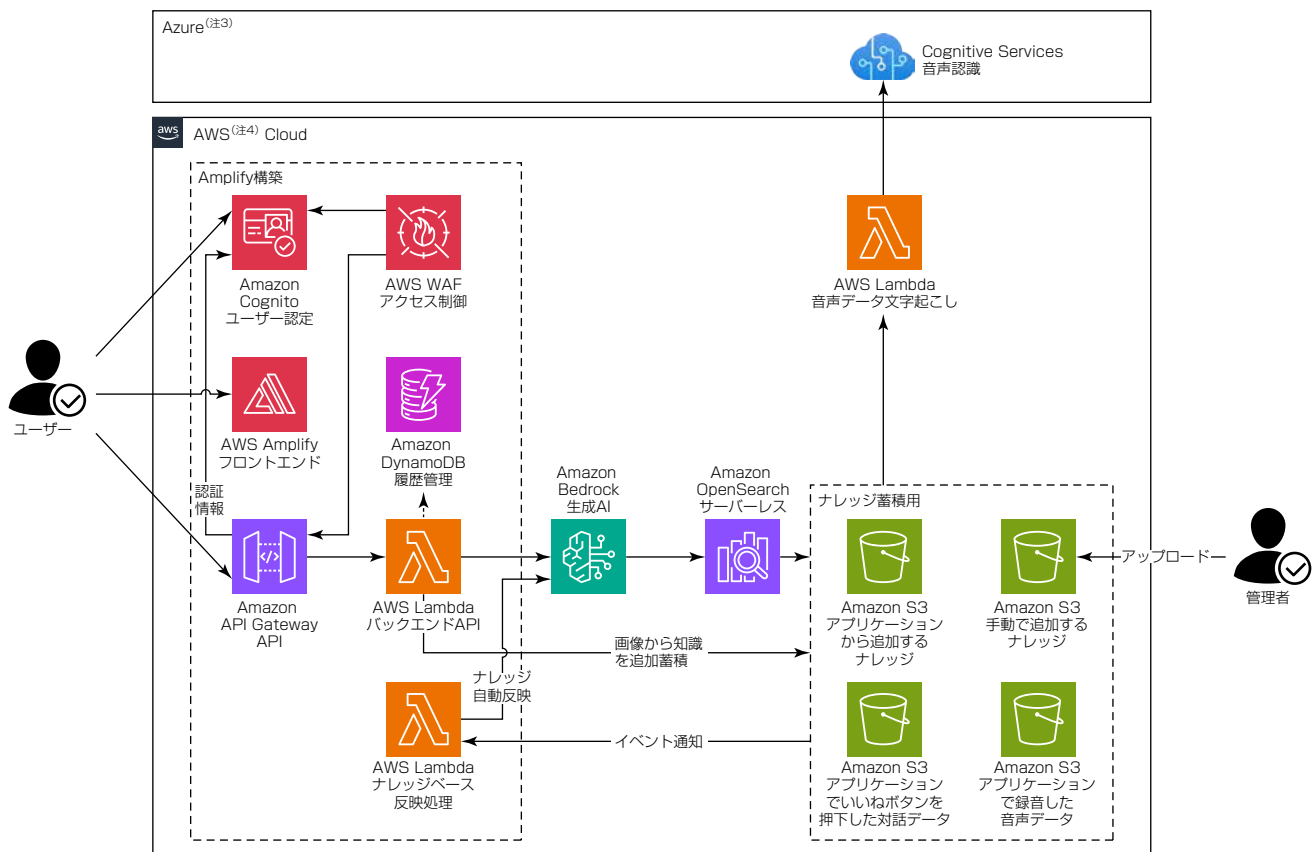 Azure(注3)
Cognitive Services
音声認識
aws
AWS(注4) Cloud
Amplify構築
Amazon
Cognito
ユーザー認定
AWS WAF
アクセス制御
AWS Lambda
音声データ文字起こし
ユーザー
AWS Amplify
フロントエンド
Amazon
DynamoDB
履歴管理
認証
情報
Amazon
Bedrock
生成AI
Amazon
OpenSearch
サーバーレス
ナレッジ蓄積用
Amazon
API Gateway
API
AWS Lambda
バックエンドAPI
Amazon S3
アプリケーション
から追加する
ナレッジ
Amazon S3
手動で追加する
ナレッジ
アップロード
管理者
画像から知識
を追加蓄積
ナレッジ
自動反映
イベント通知
AWS Lambda
ナレッジベース
反映処理
Amazon S3
アプリケーション
でいいねボタンを
押下した対話データ
Amazon S3
アプリケーション
で録音した
音声データ